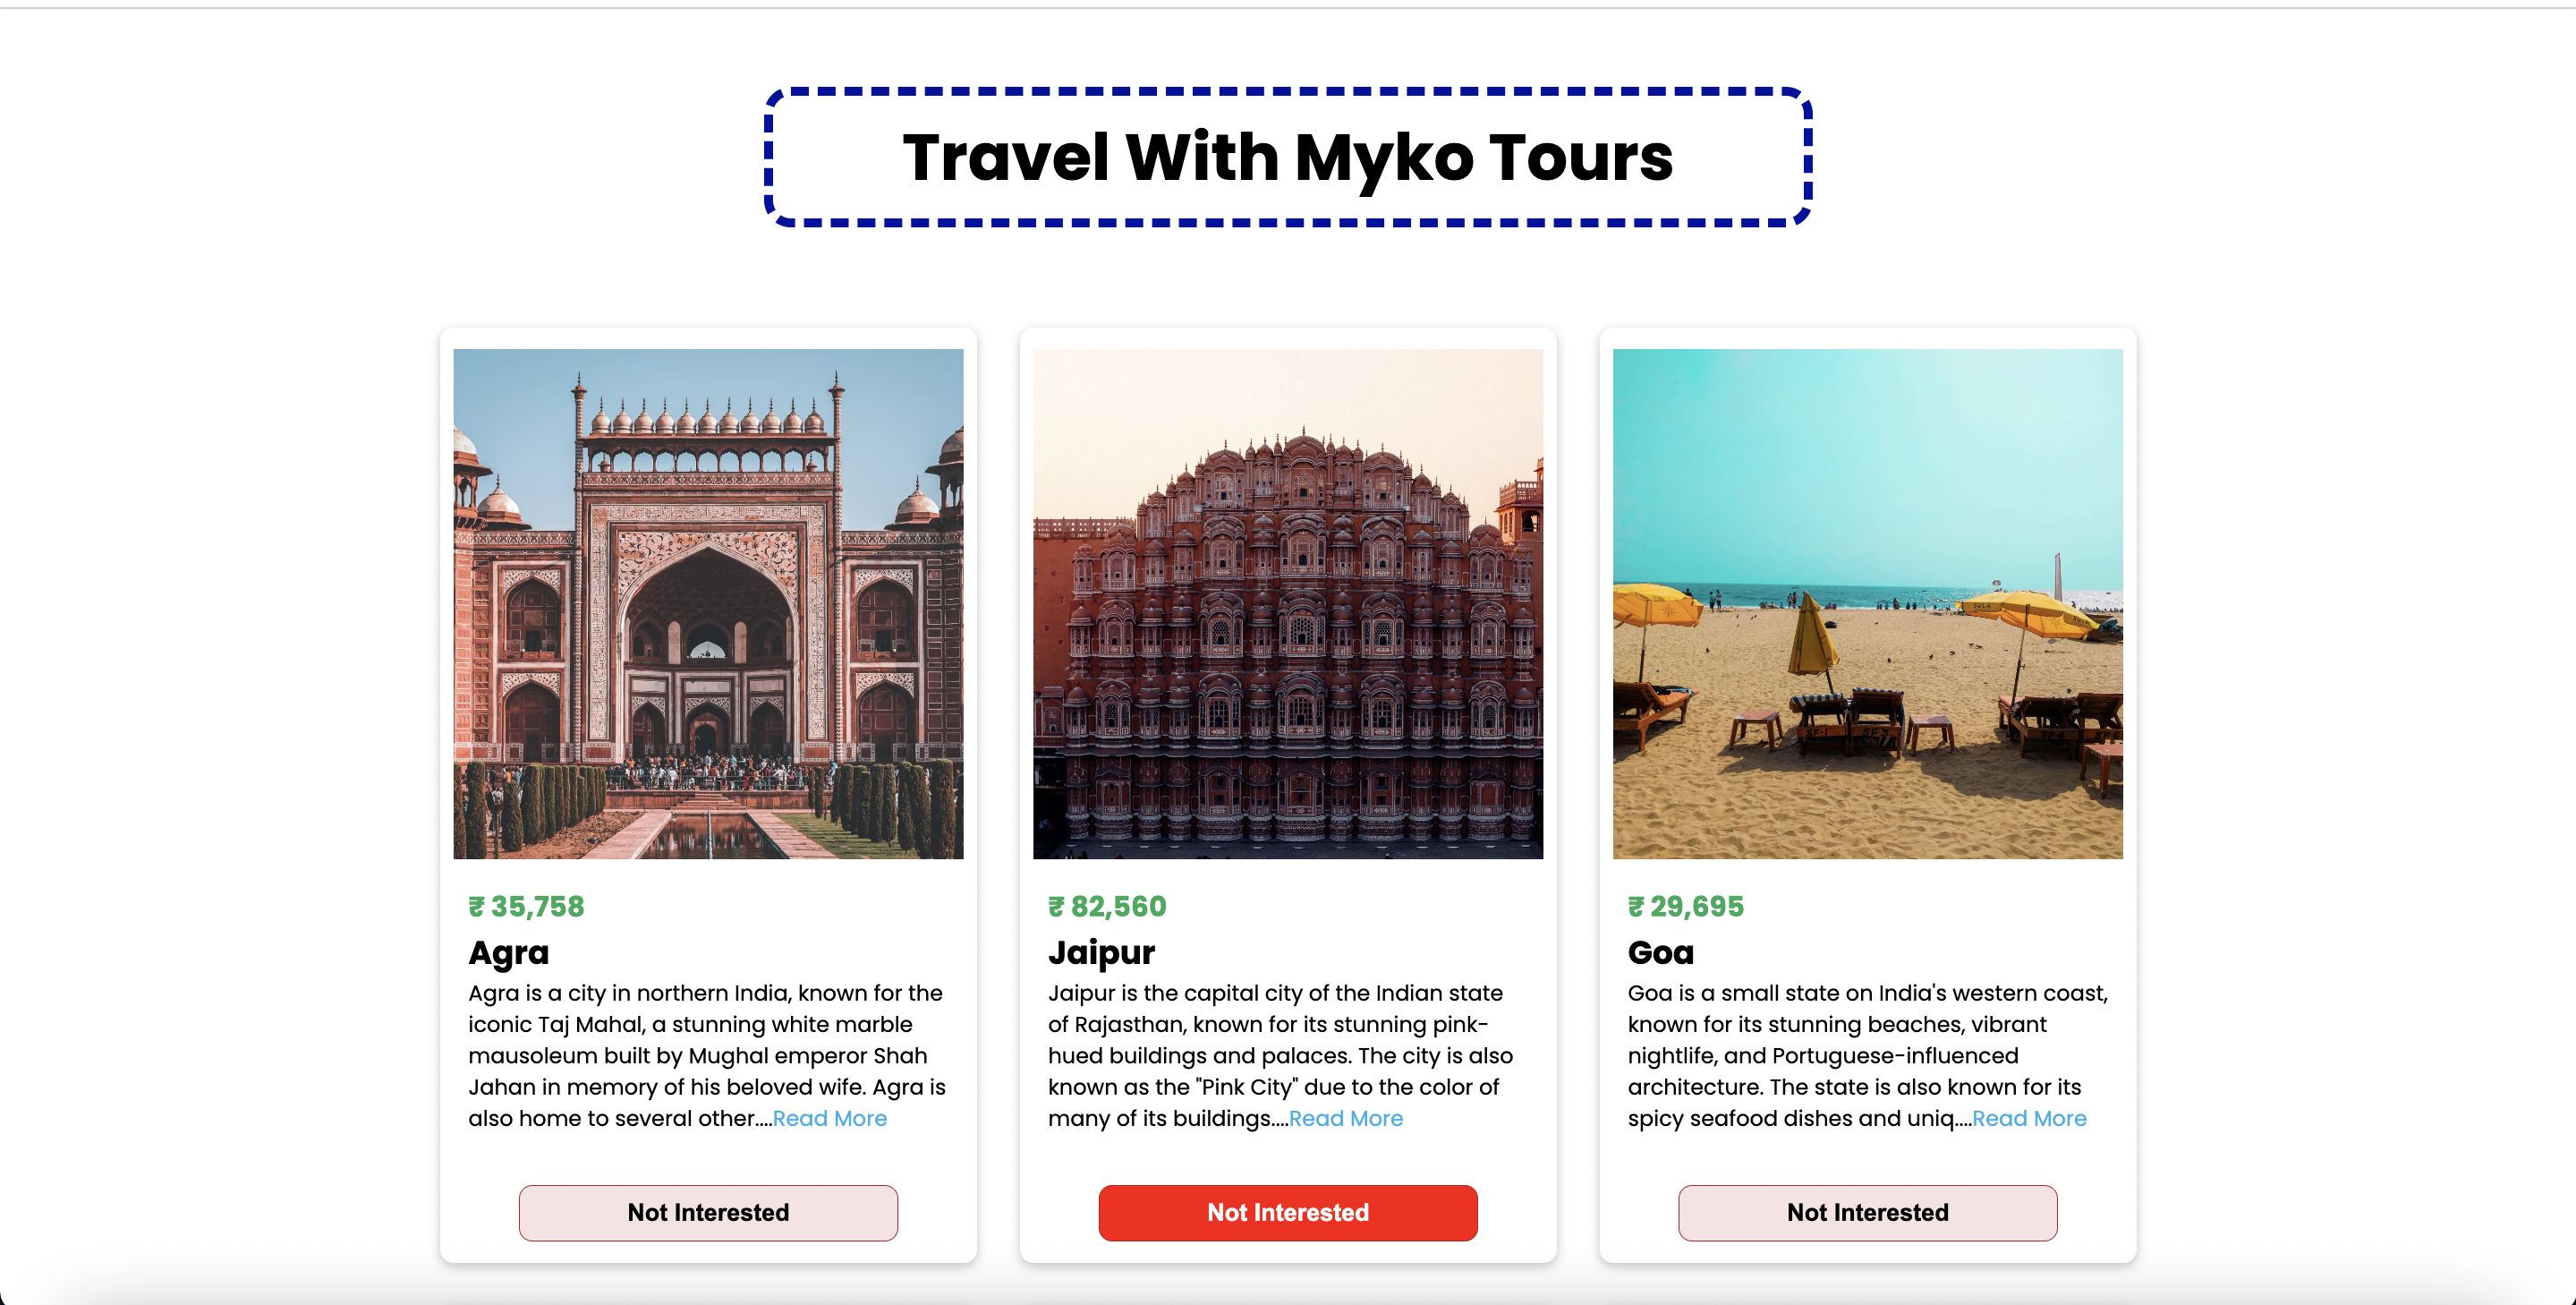 Travel With Myko Tours
SULA
SF-1
SF-5
₹ 35,758
₹ 82,560
₹ 29,695
Agra
Jaipur
Goa
Agra is a city in northern India, known for the
iconic Taj Mahal, a stunning white marble
mausoleum built by Mughal emperor Shah
Jahan in memory of his beloved wife. Agra is
also home to several other....Read More
Jaipur is the capital city of the Indian state
of Rajasthan, known for its stunning pink-
hued buildings and palaces. The city is also
known as the "Pink City" due to the color of
many of its buildings....Read More
Goa is a small state on India's western coast,
known for its stunning beaches, vibrant
nightlife, and Portuguese-influenced
architecture. The state is also known for its
spicy seafood dishes and uniq....Read More
Not Interested
Not Interested
Not Interested